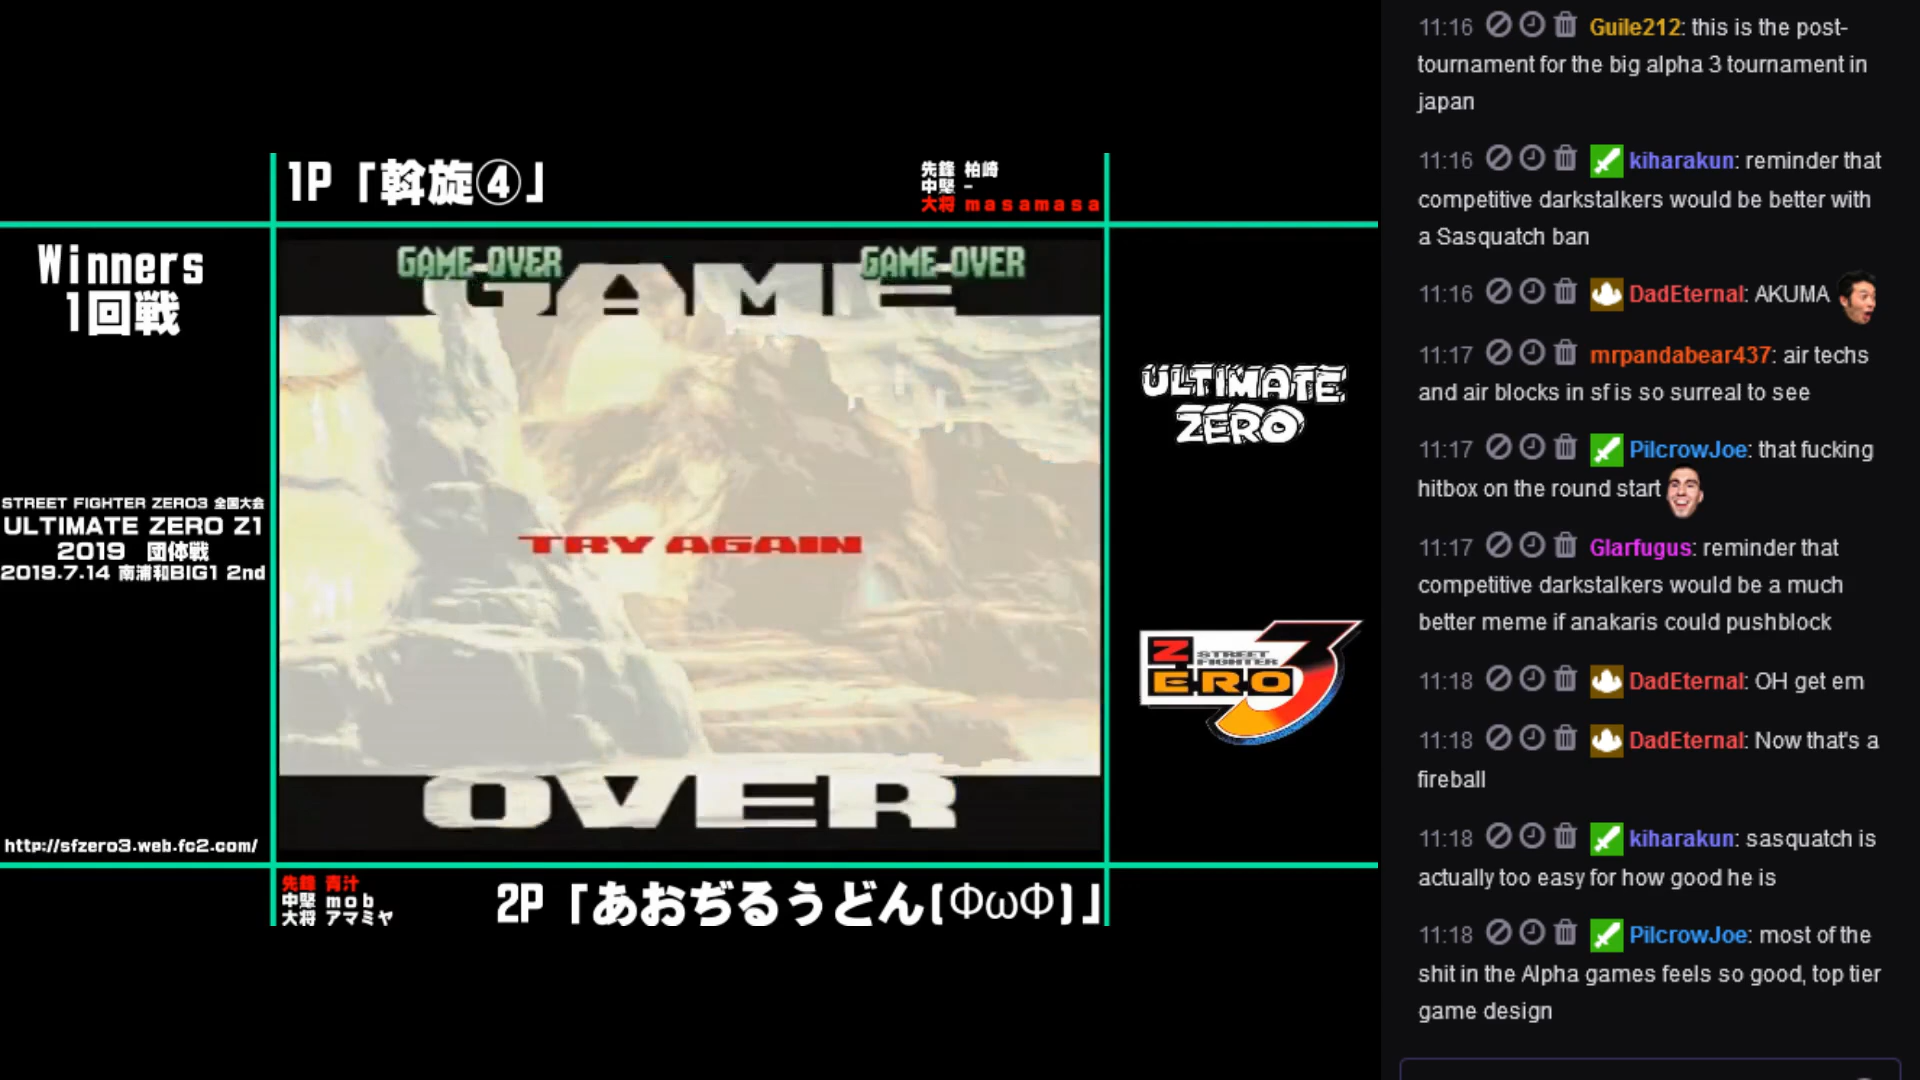 1P「斡旋④」
先鋒 柏崎
中堅 -
大将 masamasa
Winners
1回戦
STREET FIGHTER ZERO3 全国大会
ULTIMATE ZERO Z1
2019 団体戦
2019.7.14 南浦和BIG1 2nd
http://sfzero3.web.fc2.com/
GAME OVER
GAME OVER
GAME
TRY AGAIN
OVER
ULTIMATE
ZERO
STREET
FIGHTER
ZERO 3
先鋒 青汁
中堅 mob
大将 アマミヤ
2P「あおぢるうどん(ΦωΦ)」
11:16 Guile212: this is the post-
tournament for the big alpha 3 tournament in
japan
11:16 kiharakun: reminder that
competitive darkstalkers would be better with
a Sasquatch ban
11:16 DadEternal: AKUMA
11:17 mrpandabear437: air techs
and air blocks in sf is so surreal to see
11:17 PilcrowJoe: that fucking
hitbox on the round start
11:17 Glarfugus: reminder that
competitive darkstalkers would be a much
better meme if anakaris could pushblock
11:18 DadEternal: OH get em
11:18 DadEternal: Now that's a
fireball
11:18 kiharakun: sasquatch is
actually too easy for how good he is
11:18 PilcrowJoe: most of the
shit in the Alpha games feels so good, top tier
game design